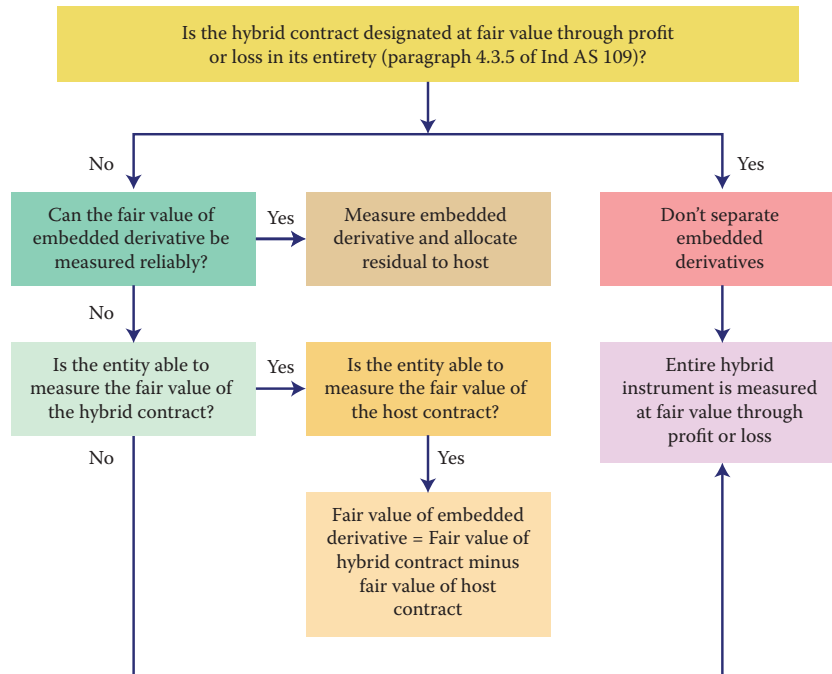 Is the hybrid contract designated at fair value through profit
or loss in its entirety (paragraph 4.3.5 of Ind AS 109)?
No
Yes
Can the fair value of
embedded derivative be
measured reliably?
Yes
Measure embedded
derivative and allocate
residual to host
Don't separate
embedded
derivatives
No
Is the entity able to
measure the fair value of
the hybrid contract?
Yes
Is the entity able to
measure the fair value of
the host contract?
Entire hybrid
instrument is measured
at fair value through
profit or loss
No
Yes
Fair value of embedded
derivative = Fair value of
hybrid contract minus
fair value of host
contract